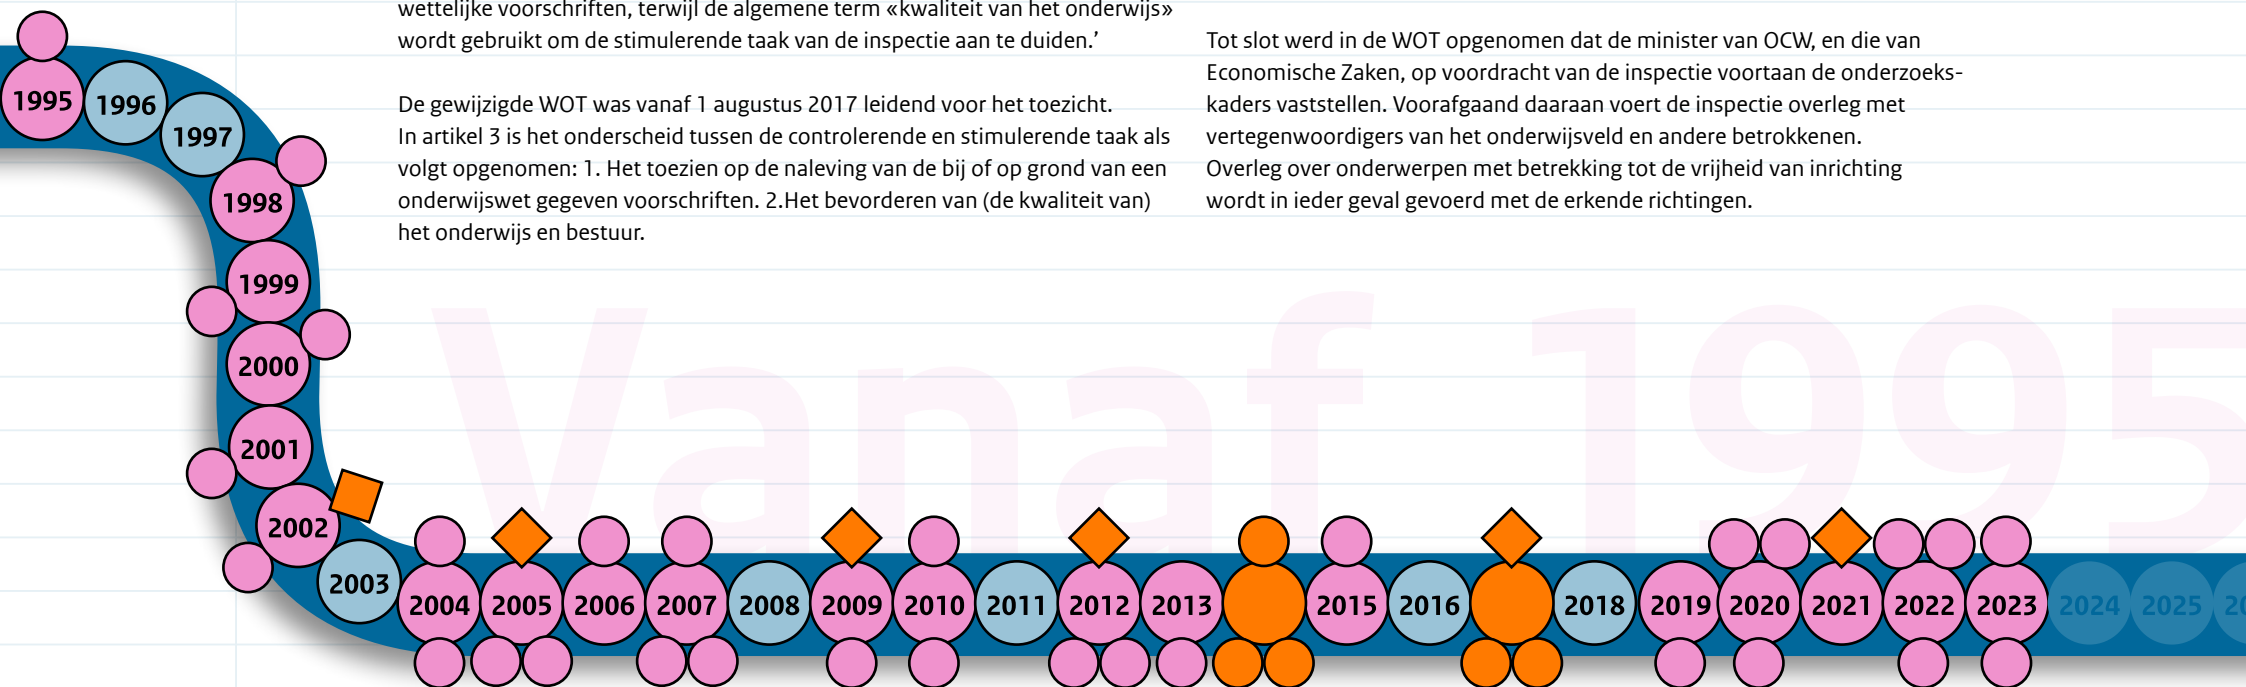 wettelijke voorschriften, terwijl de algemene term «kwaliteit van het onderwijs»
wordt gebruikt om de stimulerende taak van de inspectie aan te duiden.’
De gewijzigde WOT was vanaf 1 augustus 2017 leidend voor het toezicht.
In artikel 3 is het onderscheid tussen de controlerende en stimulerende taak als
volgt opgenomen: 1. Het toezien op de naleving van de bij of op grond van een
onderwijswet gegeven voorschriften. 2.Het bevorderen van (de kwaliteit van)
het onderwijs en bestuur.
Tot slot werd in de WOT opgenomen dat de minister van OCW, en die van
Economische Zaken, op voordracht van de inspectie voortaan de onderzoeks-
kaders vaststellen. Voorafgaand daaraan voert de inspectie overleg met
vertegenwoordigers van het onderwijsveld en andere betrokkenen.
Overleg over onderwerpen met betrekking tot de vrijheid van inrichting
wordt in ieder geval gevoerd met de erkende richtingen.
Vanaf 1995
1995
1996
1997
1998
1999
2000
2001
2002
2003
2004
2005
2006
2007
2008
2009
2010
2011
2012
2013
2015
2016
2018
2019
2020
2021
2022
2023
2024
2025